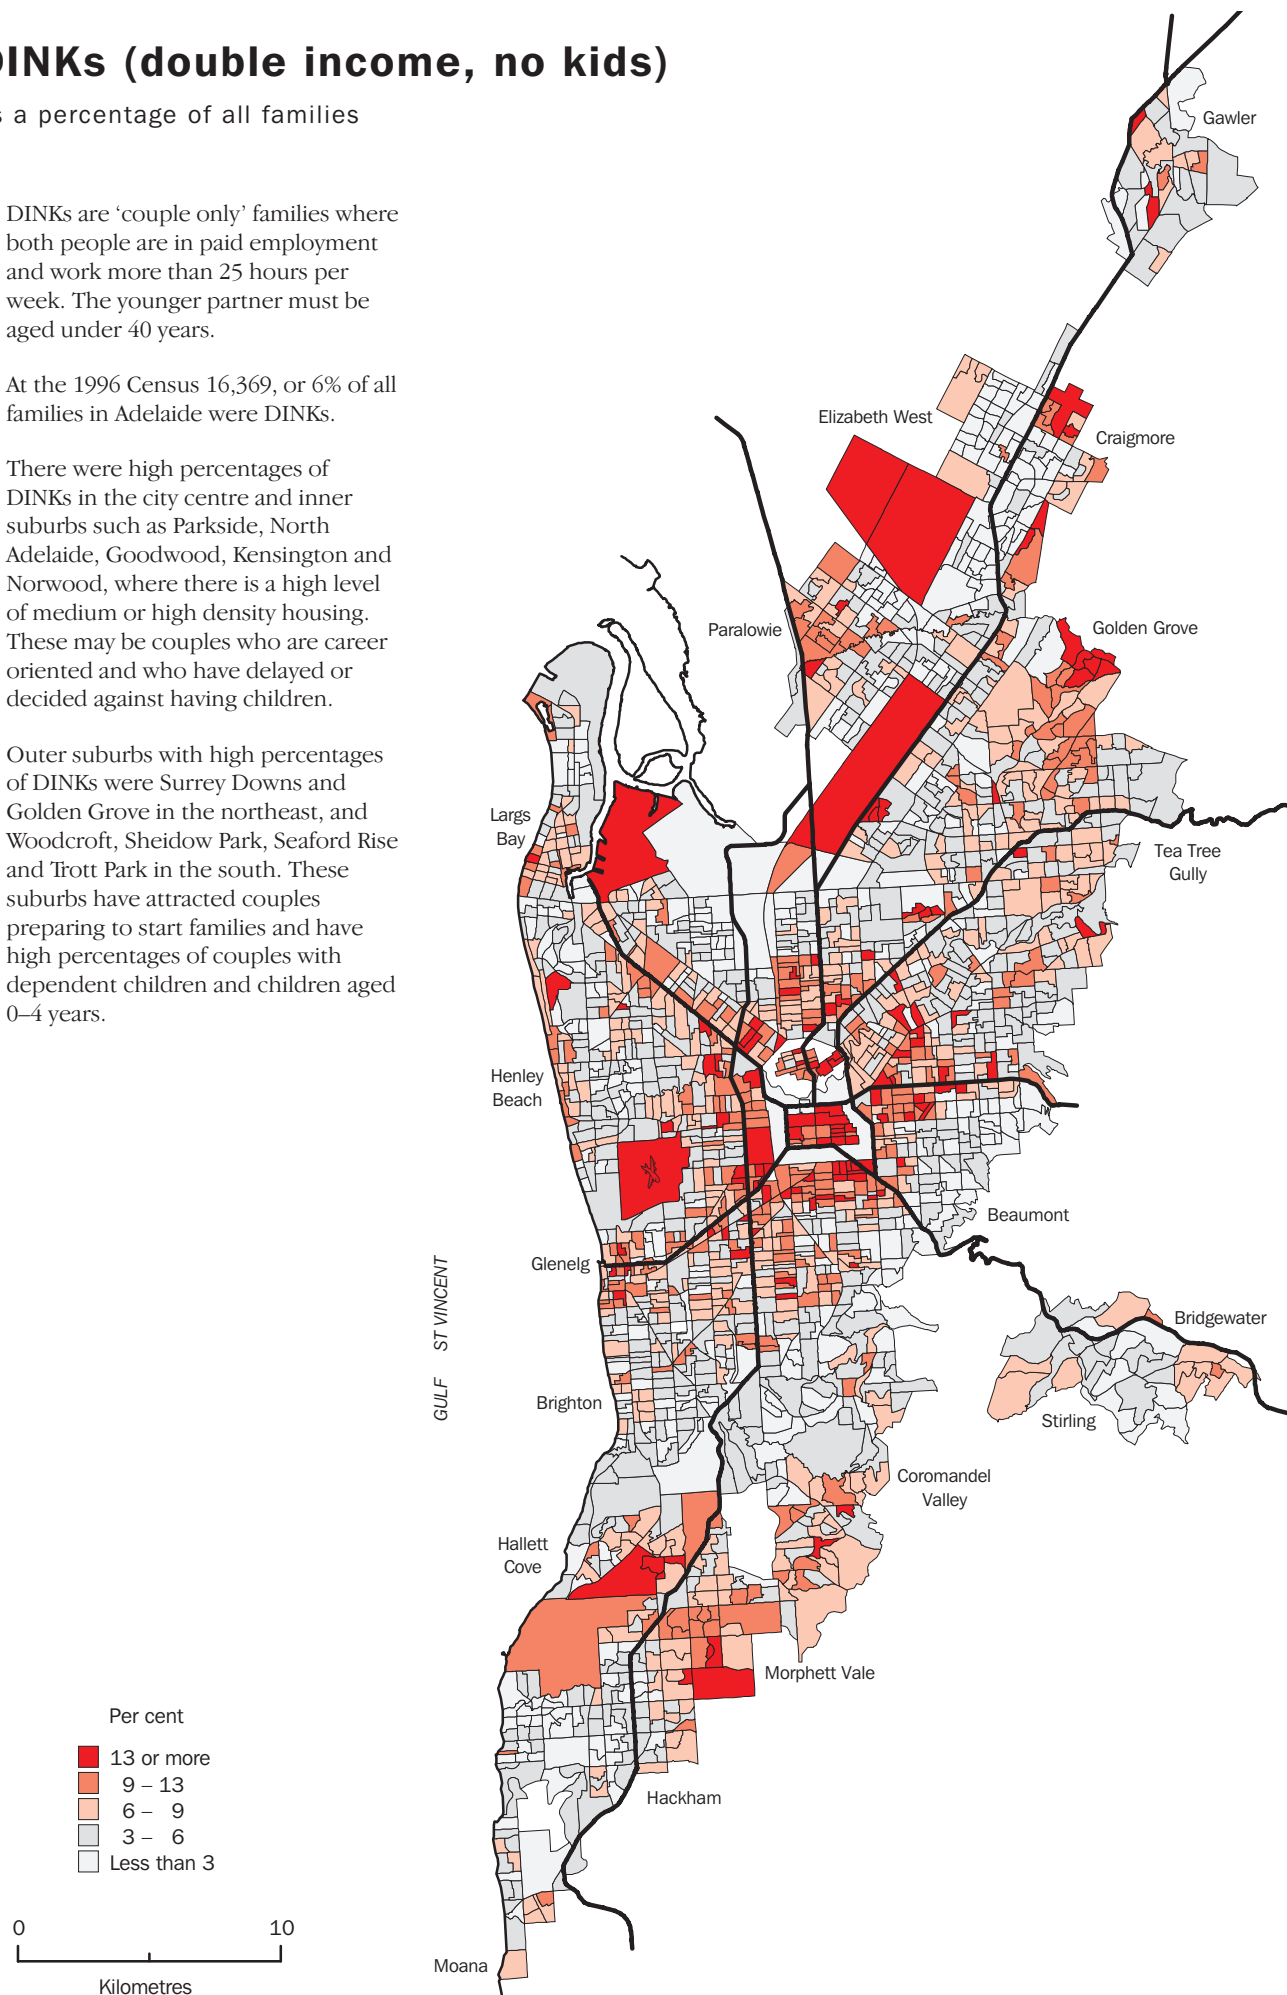 DINKs (double income, no kids)
s a percentage of all families
DINKs are ‘couple only’ families where
both people are in paid employment
and work more than 25 hours per
week. The younger partner must be
aged under 40 years.
At the 1996 Census 16,369, or 6% of all
families in Adelaide were DINKs.
There were high percentages of
DINKs in the city centre and inner
suburbs such as Parkside, North
Adelaide, Goodwood, Kensington and
Norwood, where there is a high level
of medium or high density housing.
These may be couples who are career
oriented and who have delayed or
decided against having children.
Outer suburbs with high percentages
of DINKs were Surrey Downs and
Golden Grove in the northeast, and
Woodcroft, Sheidow Park, Seaford Rise
and Trott Park in the south. These
suburbs have attracted couples
preparing to start families and have
high percentages of couples with
dependent children and children aged
0–4 years.
Gawler
Elizabeth West
Craigmore
Paralowie
Golden Grove
Largs
Bay
Tea Tree
Gully
Henley
Beach
Beaumont
Glenelg
GULF ST VINCENT
Bridgewater
Brighton
Stirling
Coromandel
Valley
Hallett
Cove
Morphett Vale
Hackham
Moana
Per cent
13 or more
9 – 13
6 – 9
3 – 6
Less than 3
0 10
Kilometres